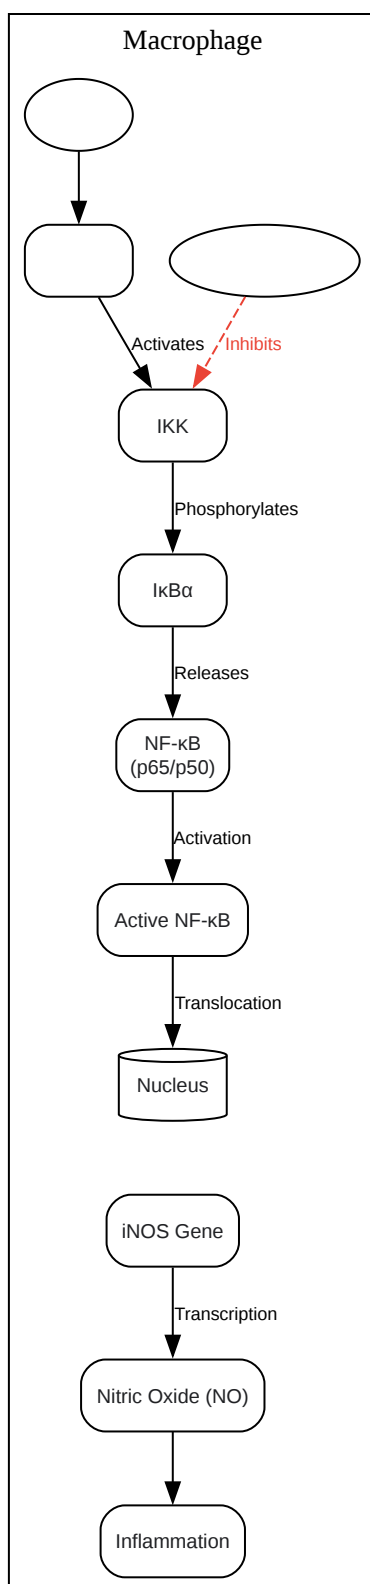 Macrophage
Activates
Inhibits
IKK
Phosphorylates
IκBα
Releases
NF-κB
(p65/p50)
Activation
Active NF-κB
Translocation
Nucleus
iNOS Gene
Transcription
Nitric Oxide (NO)
Inflammation